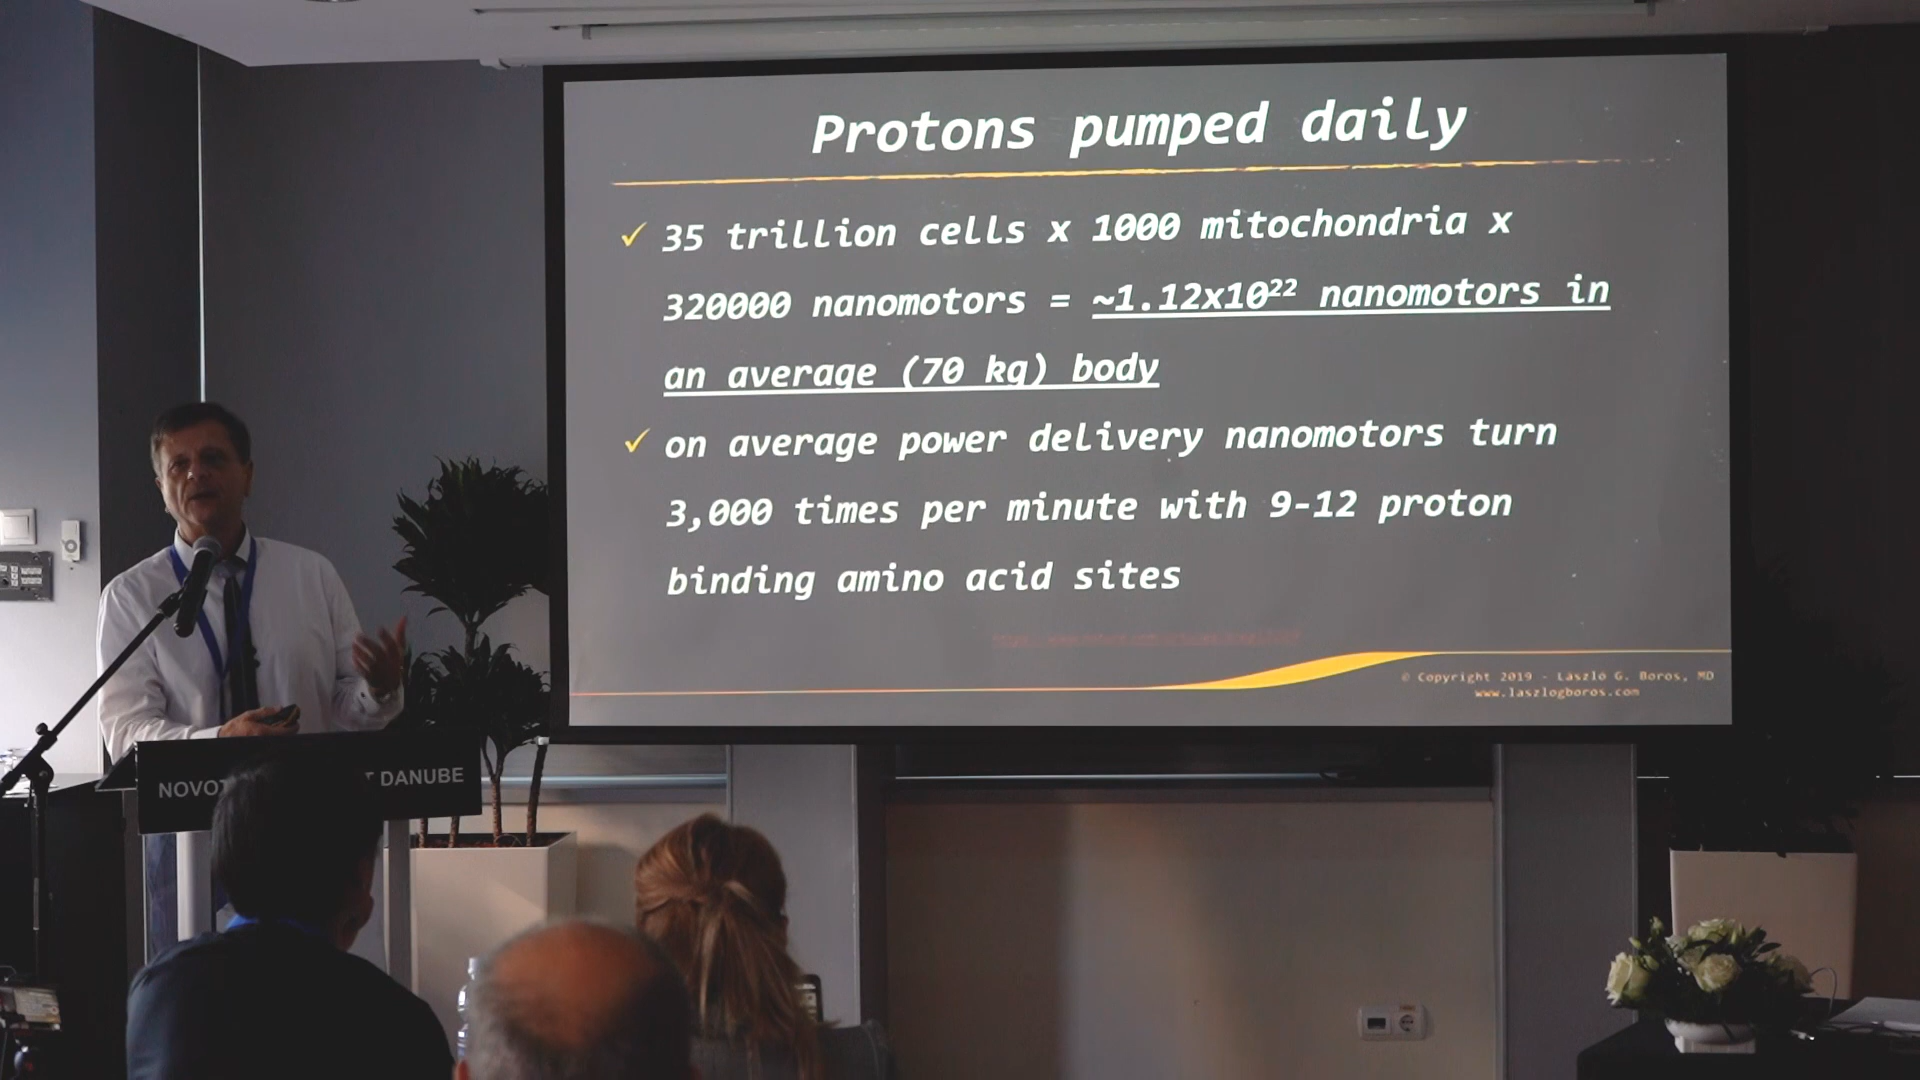 Protons pumped daily
✓ 35 trillion cells x 1000 mitochondria x
320000 nanomotors = ~1.12x10²² nanomotors in
an average (70 kg) body
✓ on average power delivery nanomotors turn
3,000 times per minute with 9-12 proton
binding amino acid sites
© Copyright 2019 - László G. Boros, MD
www.laszlogboros.com
DANUBE